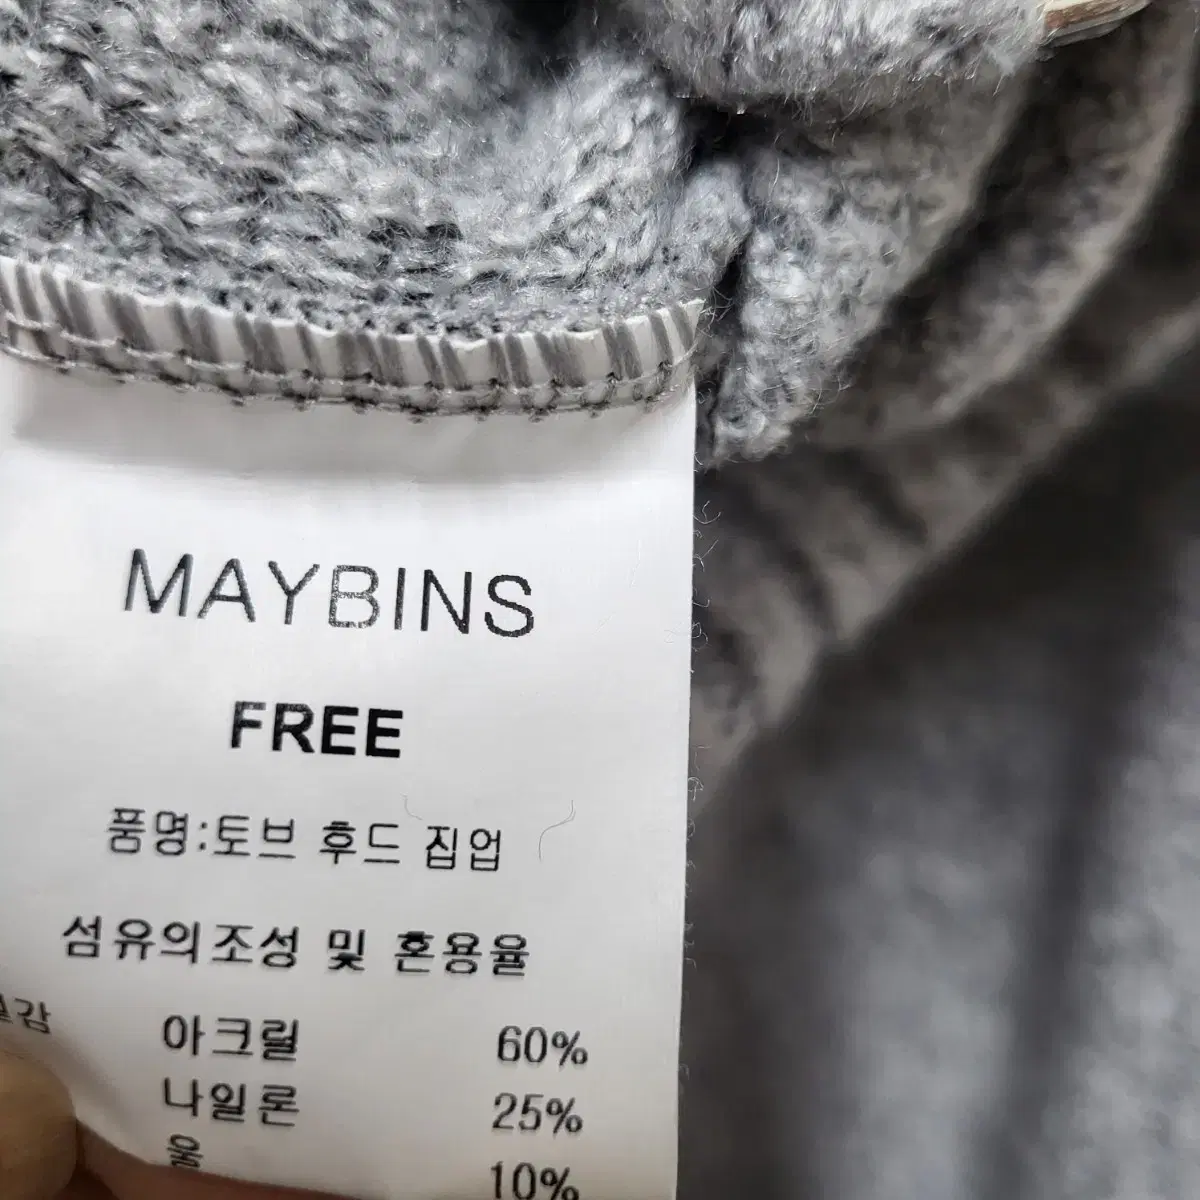 MAYBINS
FREE
품명:토브 후드 집업
섬유의조성 및 혼용율
아크릴 60%
나일론 25%
울 10%